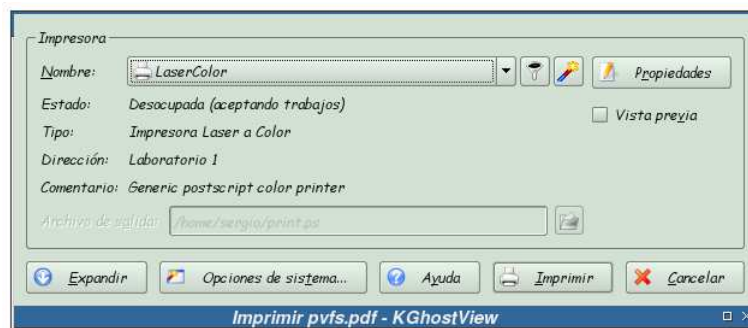 Impresora
Nombre: LaserColor Propiedades
Estado: Desocupada (aceptando trabajos)
Vista previa
Tipo: Impresora Laser a Color
Dirección: Laboratorio 1
Comentario: Generic postscript color printer
Archivo de salida: /home/sergio/print.ps
Expandir Opciones de sistema... Ayuda Imprimir Cancelar
Imprimir pvfs.pdf - KGhostView